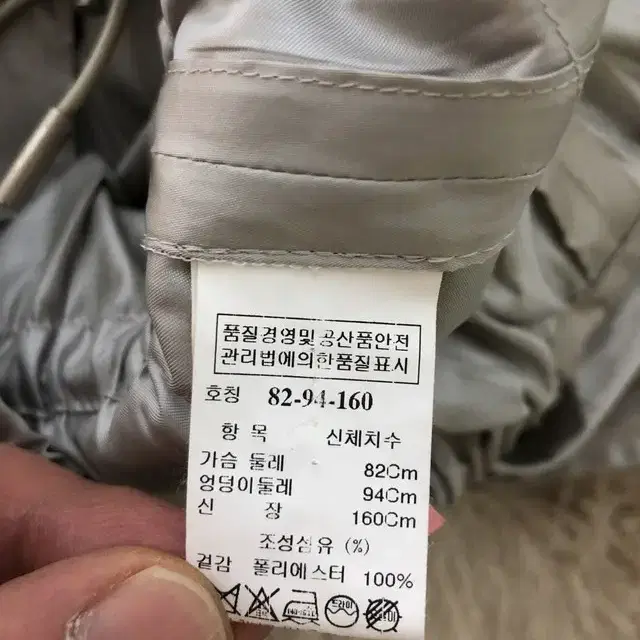 품질경영및공산품안전
관리법에의한품질표시
호칭 82-94-160
항 목 신체치수
가슴 둘레 82Cm
엉덩이둘레 94Cm
신 장 160Cm
조성섬유 (%)
겉감 폴리에스터 100%
드라이